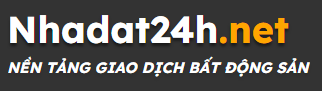 Nhadat24h.net
NỀN TẢNG GIAO DỊCH BẤT ĐỘNG SẢN